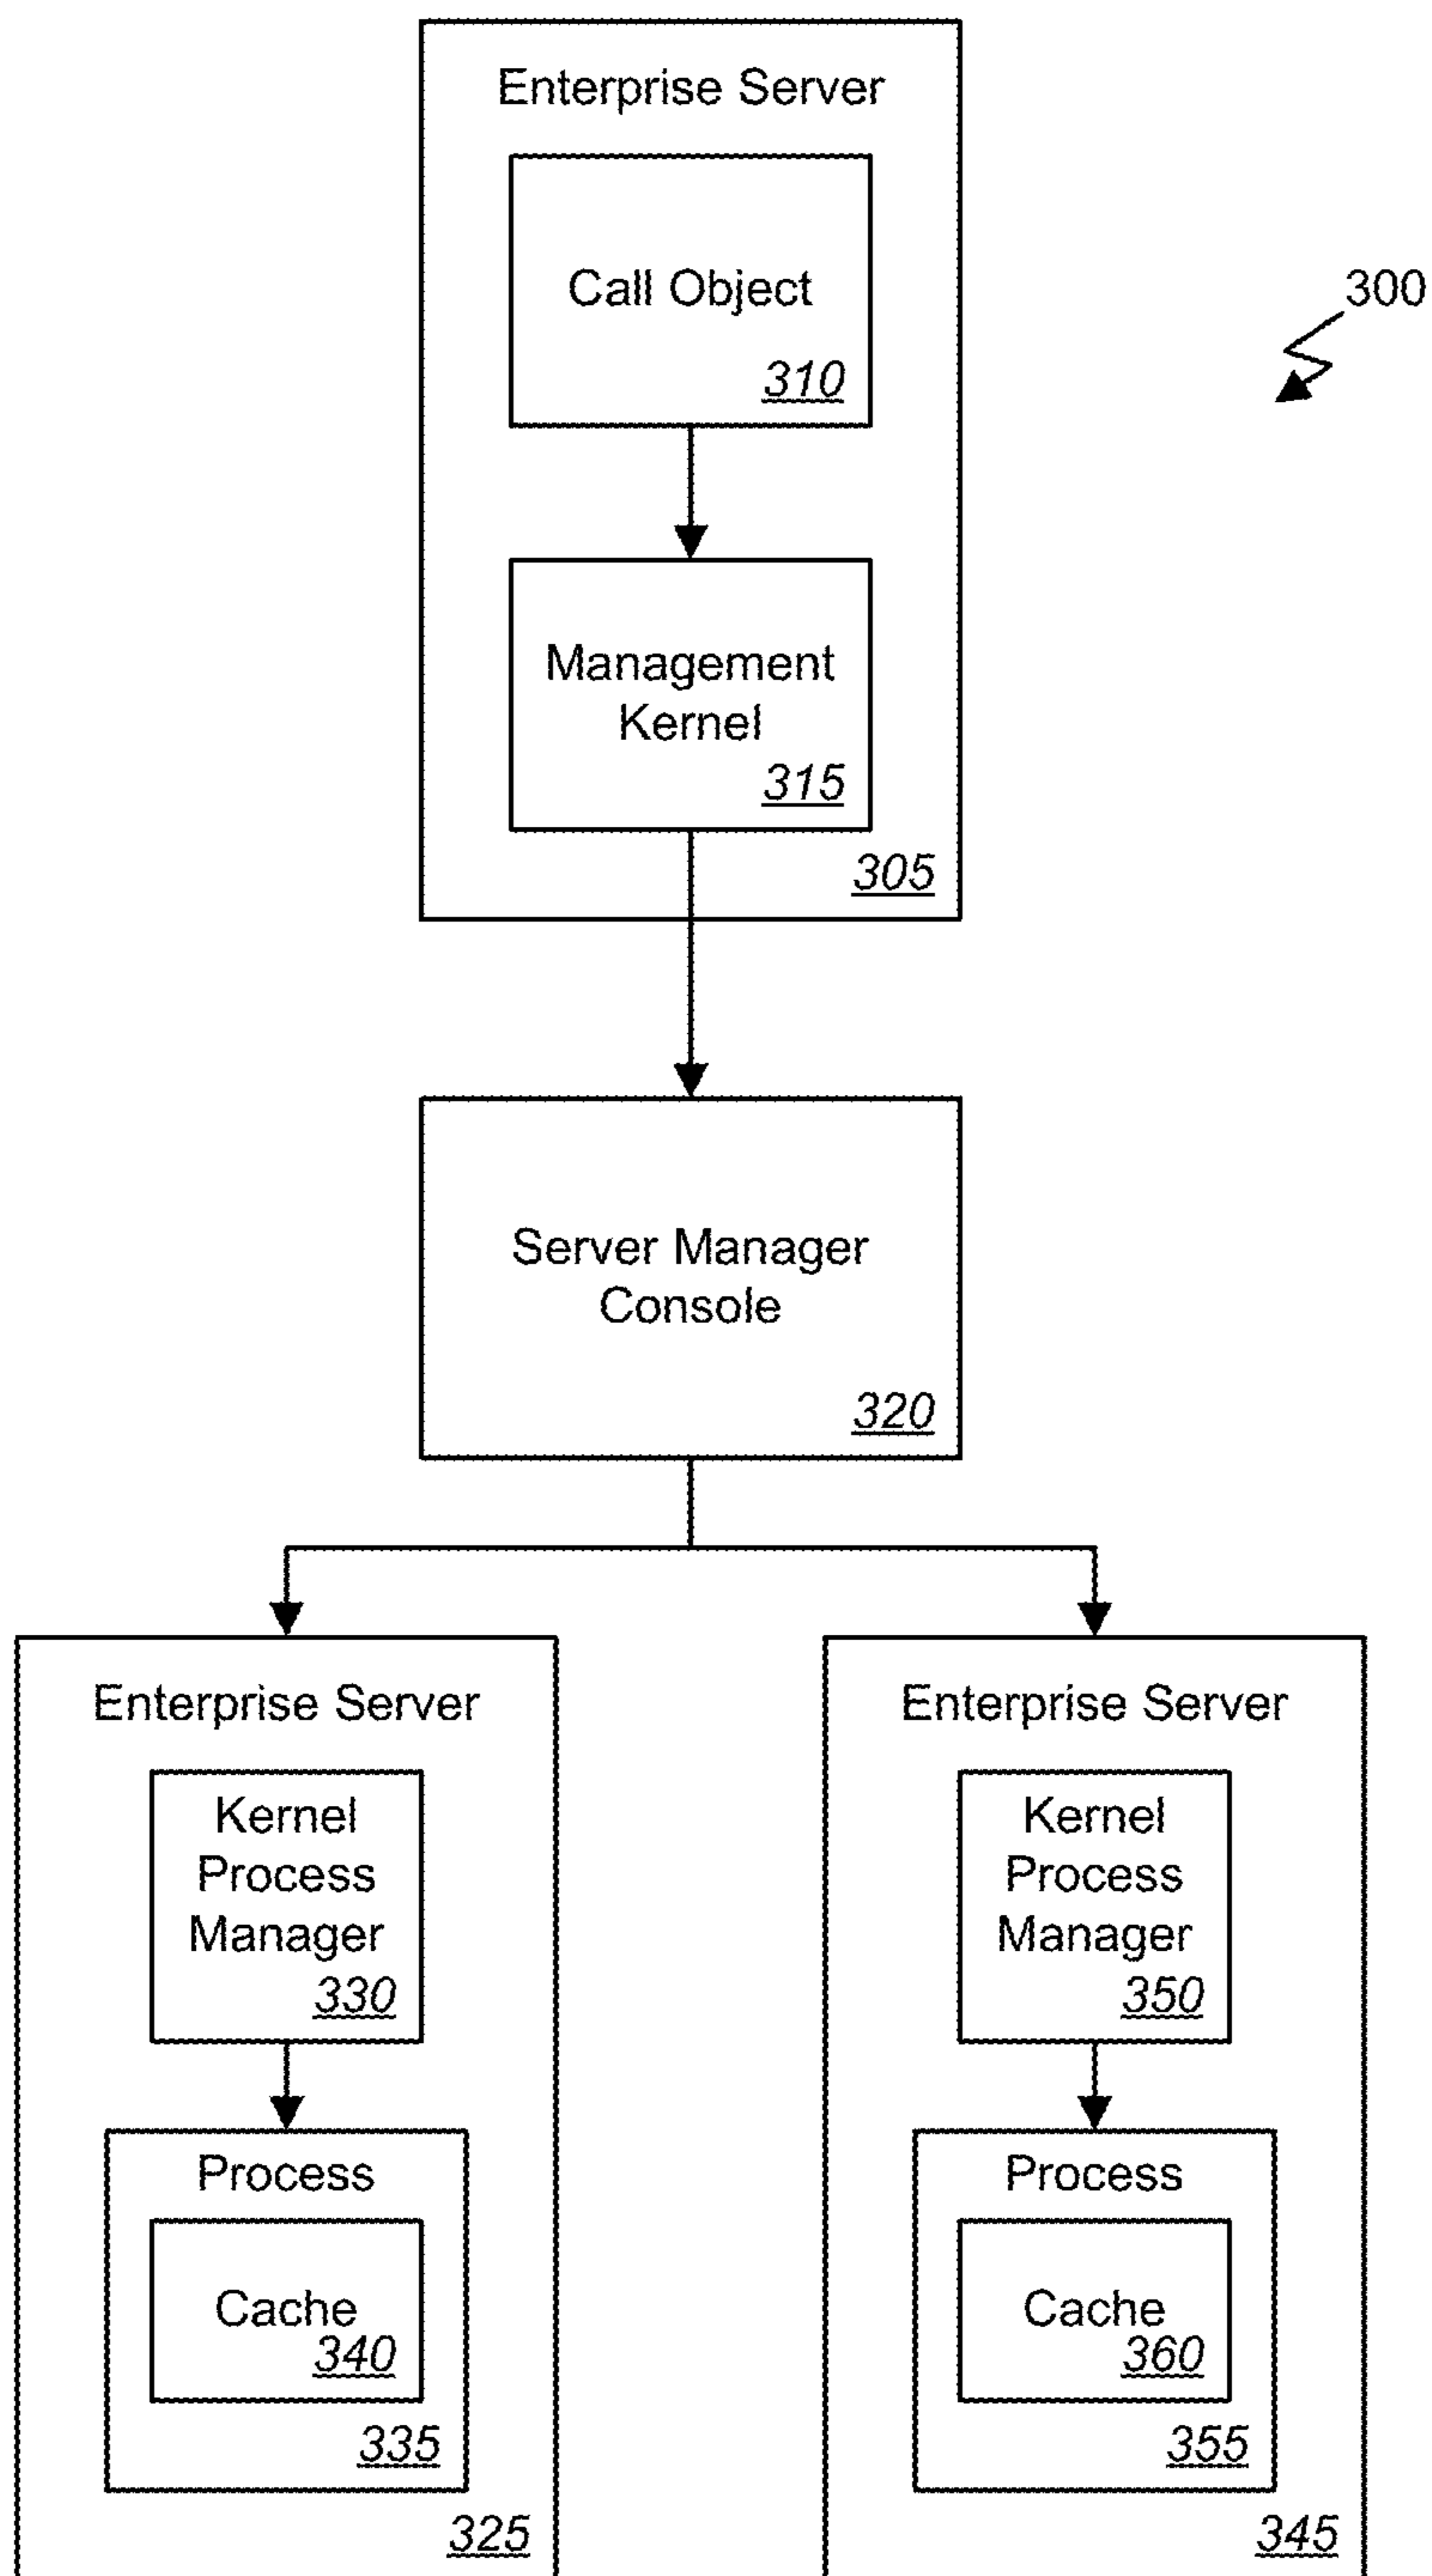 Enterprise Server
Call Object
310
300
Management
Kernel
315
305
Server Manager
Console
320
Enterprise Server
Kernel
Process
Manager
330
Process
Cache
340
335
325
Enterprise Server
Kernel
Process
Manager
350
Process
Cache
360
355
345